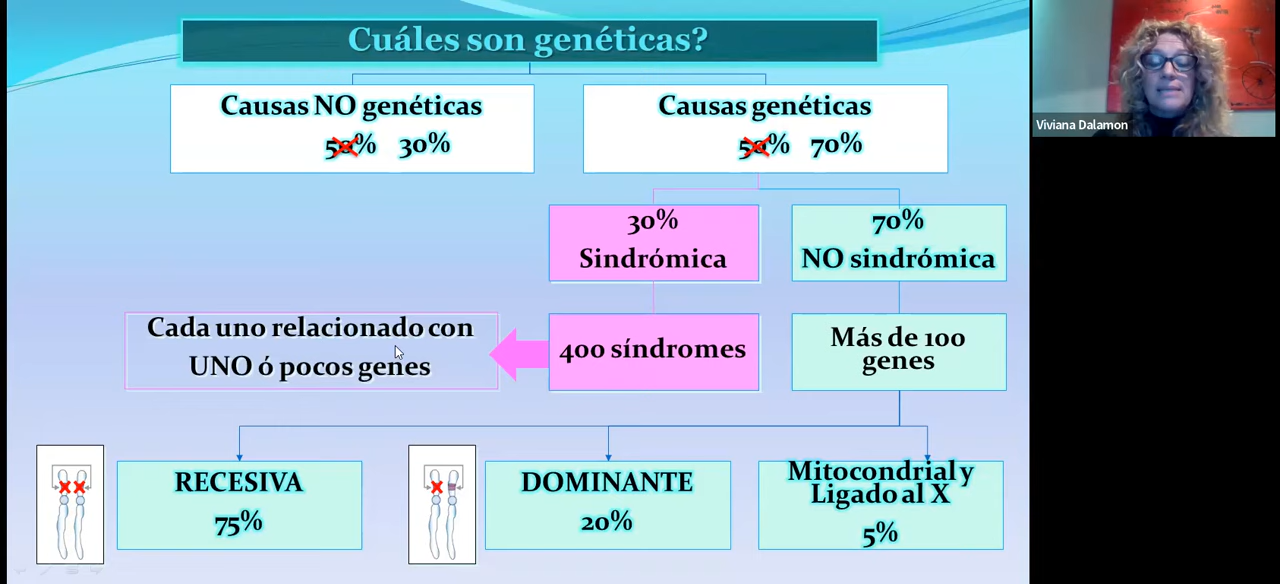 Cuáles son genéticas?
Causas NO genéticas
50% 30%
Causas genéticas
50% 70%
Viviana Dalamon
30%
Sindrómica
70%
NO sindrómica
Cada uno relacionado con
UNO ó pocos genes
400 síndromes
Más de 100
genes
RECESIVA
75%
DOMINANTE
20%
Mitocondrial y
Ligado al X
5%